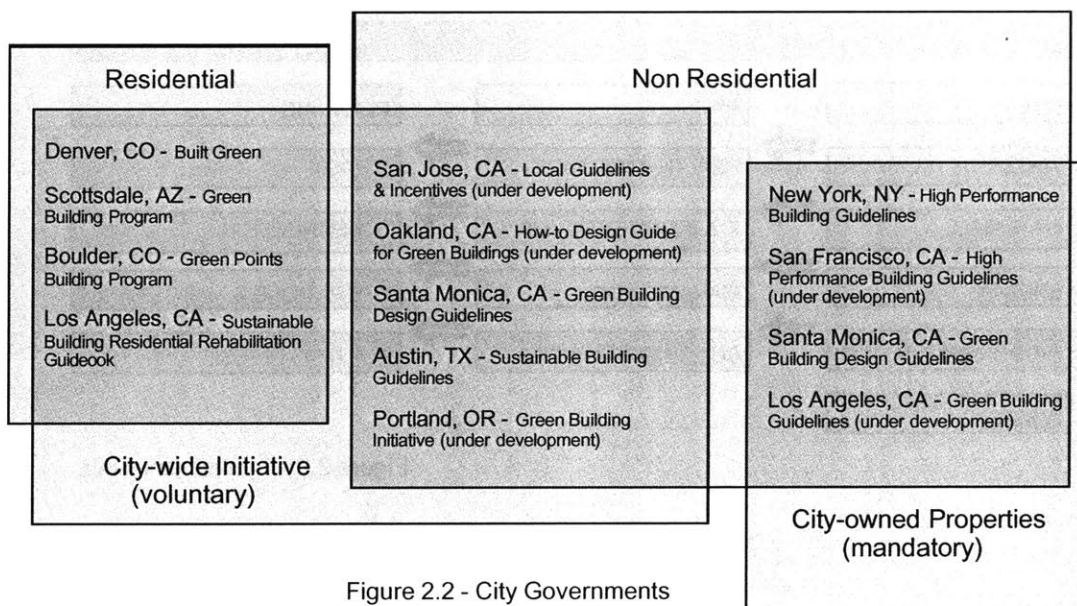 Residential
Non Residential
Denver, CO - Built Green
Scottsdale, AZ - Green
Building Program
Boulder, CO - Green Points
Building Program
Los Angeles, CA - Sustainable
Building Residential Rehabilitation
Guideook
San Jose, CA - Local Guidelines
& Incentives (under development)
Oakland, CA - How-to Design Guide
for Green Buildings (under development)
Santa Monica, CA - Green Building
Design Guidelines
Austin, TX - Sustainable Building
Guidelines
Portland, OR - Green Building
Initiative (under development)
New York, NY - High Performance
Building Guidelines
San Francisco, CA - High
Performance Building Guidelines
(under development)
Santa Monica, CA - Green
Building Design Guidelines
Los Angeles, CA - Green Building
Guidelines (under development)
City-wide Initiative
(voluntary)
City-owned Properties
(mandatory)
Figure 2.2 - City Governments